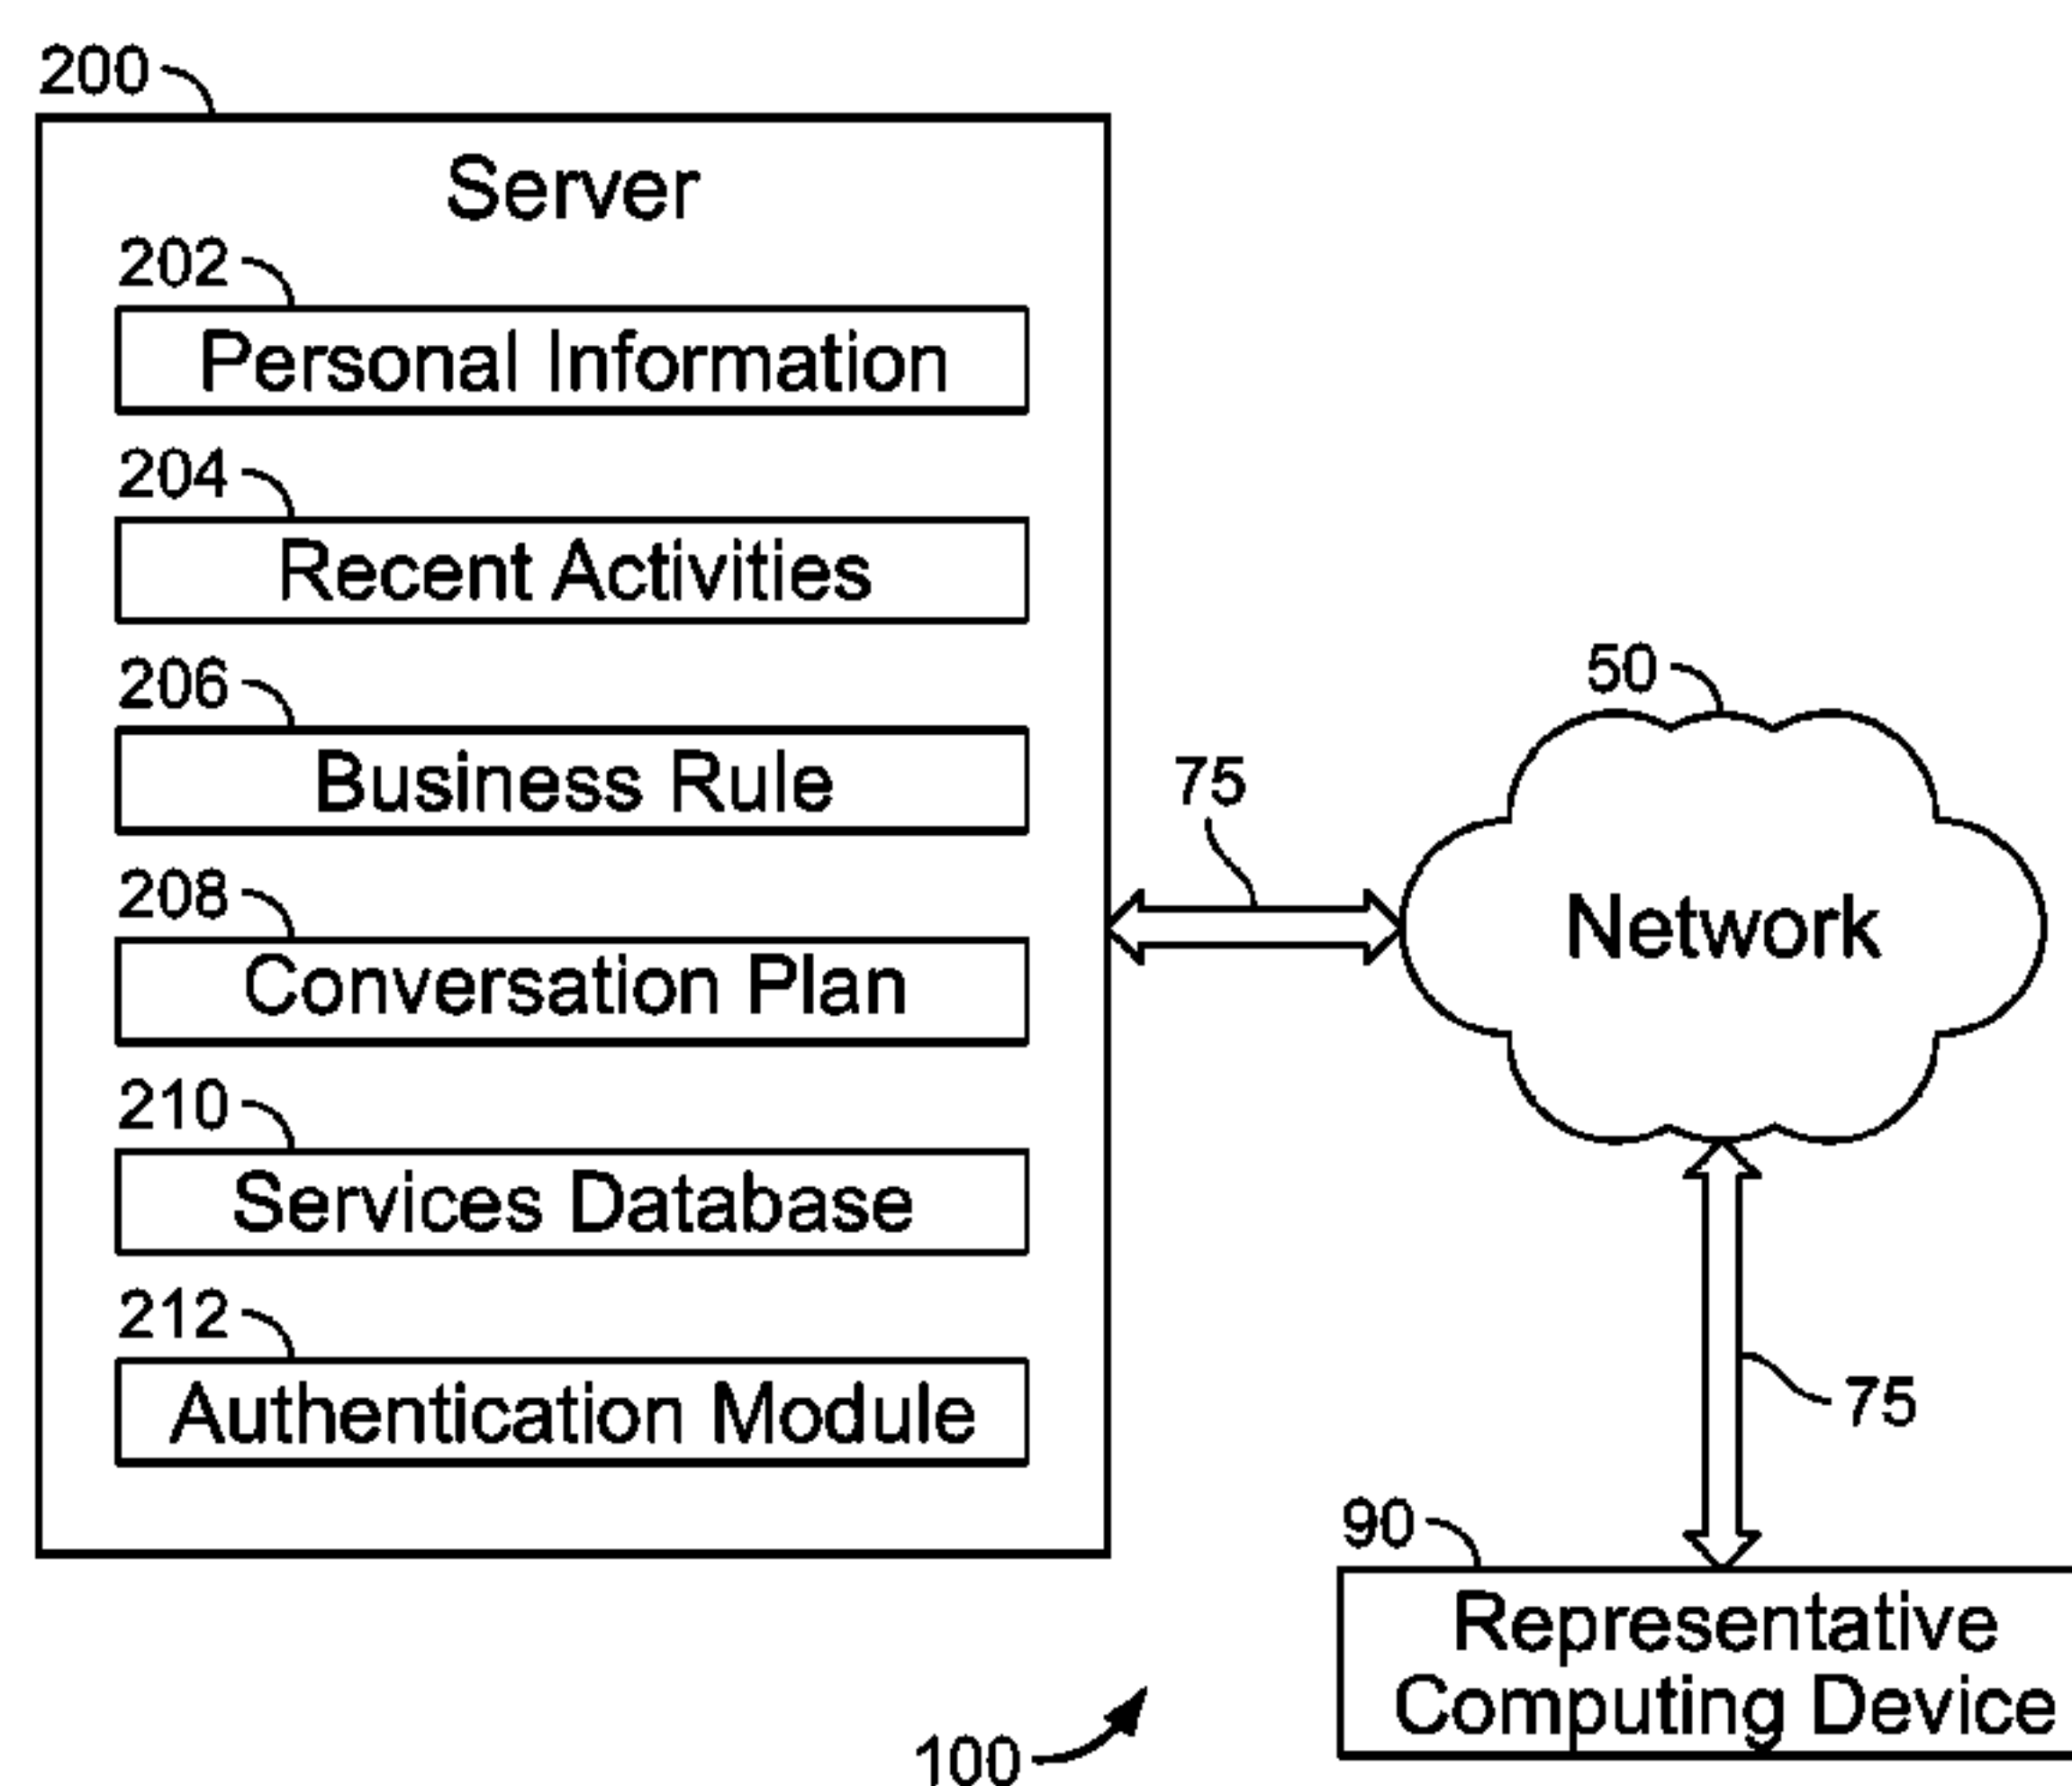 200
Server
202
Personal Information
204
Recent Activities
206
Business Rule
208
Conversation Plan
210
Services Database
212
Authentication Module
75
50
Network
75
90
Representative
Computing Device
100